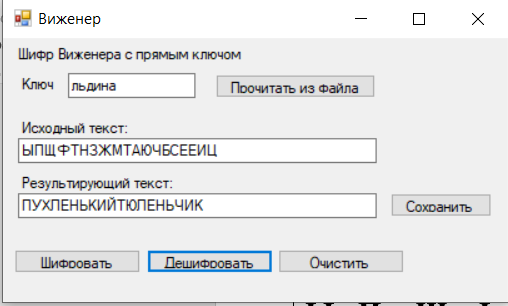 Виженер
Шифр Виженера с прямым ключом
Ключ льдина Прочитать из файла
Исходный текст:
ЫПЩФТНЗЖМТАЮЧБСЕЕИЦ
Результирующий текст:
ПУХЛЕНЬКИЙТЮЛЕНЬЧИК Сохранить
Шифровать Дешифровать Очистить